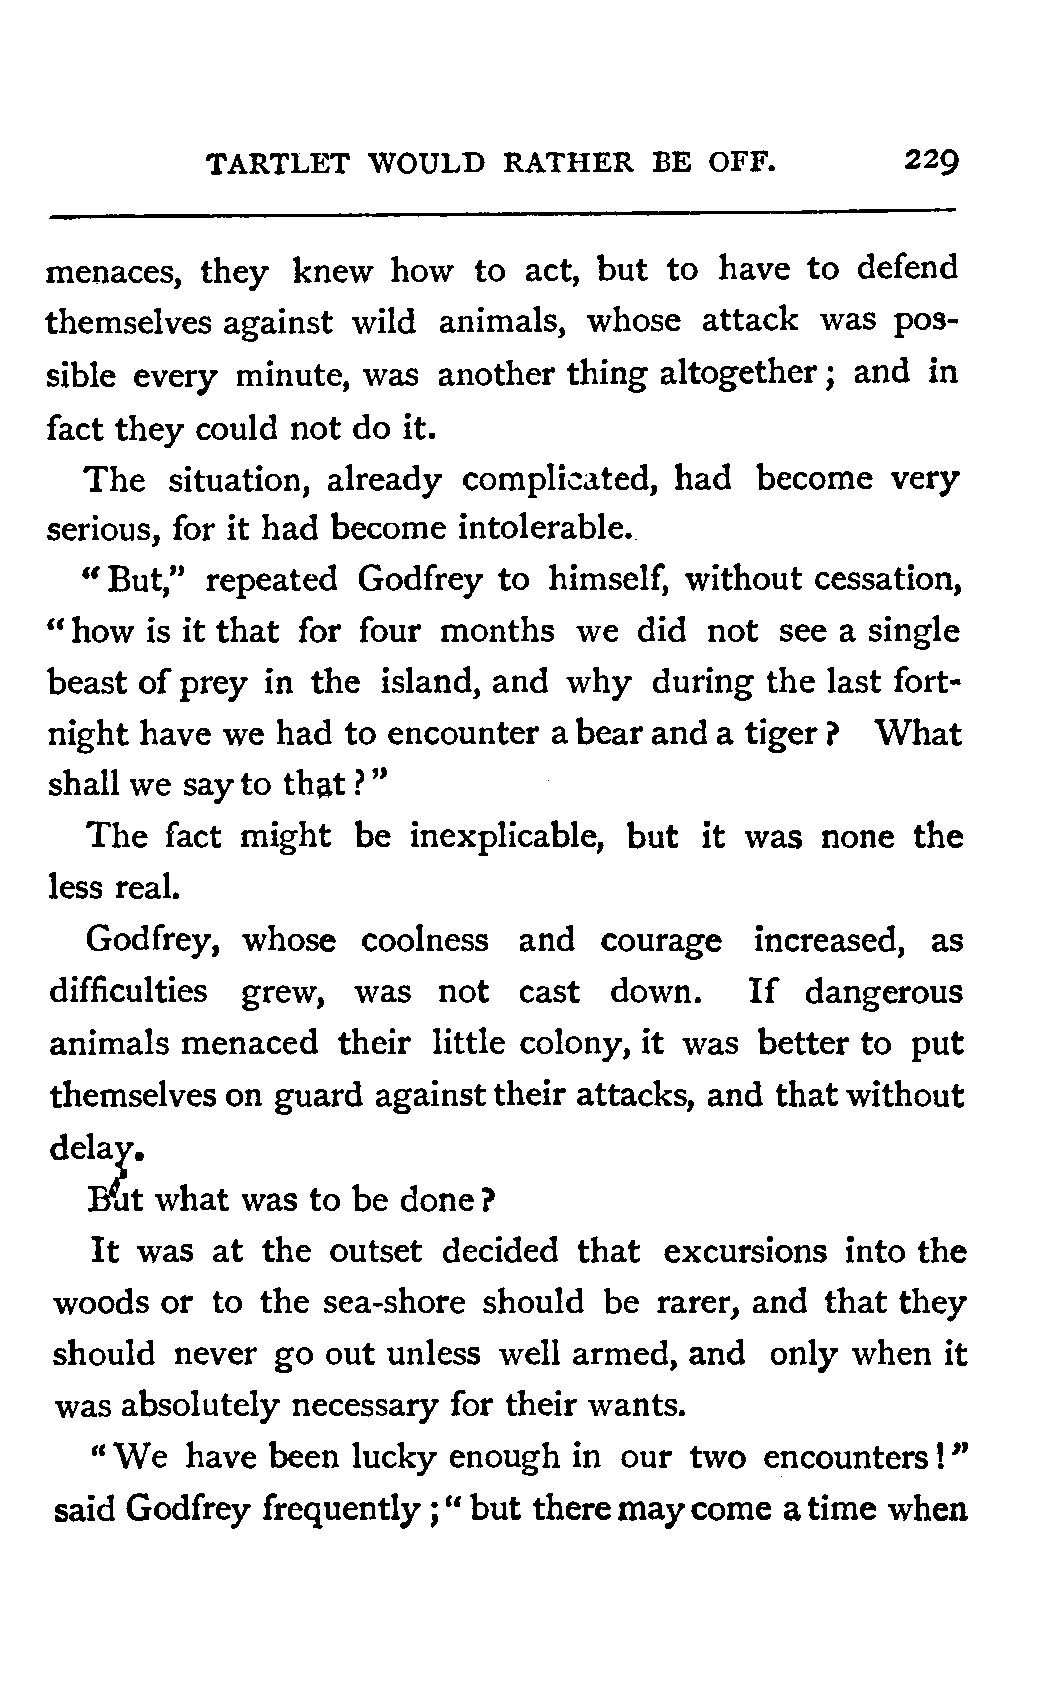 TARTLET WOULD RATHER BE OFF. 229
menaces, they knew how to act, but to have to defend
themselves against wild animals, whose attack was pos-
sible every minute, was another thing altogether; and in
fact they could not do it.
The situation, already complicated, had become very
serious, for it had become intolerable.
"But," repeated Godfrey to himself, without cessation,
"how is it that for four months we did not see a single
beast of prey in the island, and why during the last fort-
night have we had to encounter a bear and a tiger? What
shall we say to that?"
The fact might be inexplicable, but it was none the
less real.
Godfrey, whose coolness and courage increased, as
difficulties grew, was not cast down. If dangerous
animals menaced their little colony, it was better to put
themselves on guard against their attacks, and that without
delay.
But what was to be done?
It was at the outset decided that excursions into the
woods or to the sea-shore should be rarer, and that they
should never go out unless well armed, and only when it
was absolutely necessary for their wants.
"We have been lucky enough in our two encounters!"
said Godfrey frequently; "but there may come a time when